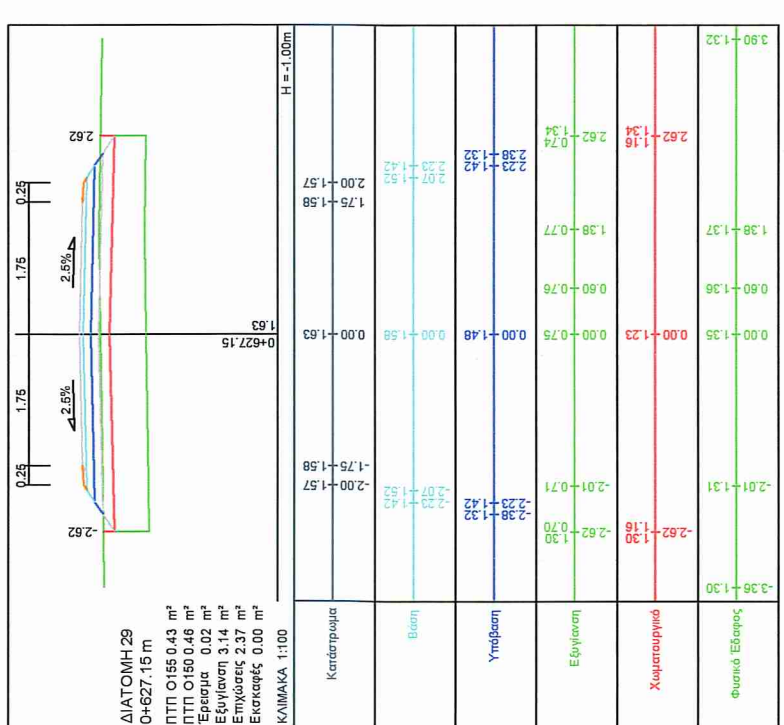 ΔΙΑΤΟΜΗ 29
0+627.15 m
ΠΤΠ Ο155 0.43 m²
ΠΤΠ Ο150 0.46 m²
Έρεισμα 0.02 m²
Εξυγίανση 3.14 m²
Επιχώσεις 2.37 m²
Εκσκαφές 0.00 m²
ΚΛΙΜΑΚΑ 1:100
0.25 1.75 1.75 0.25
2.5% 2.5%
-2.62 2.62
0+627.15 1.63
H = -1.00m
Κατάστρωμα
-2.00 -1.75 0.00 1.75 2.00
1.57 1.58 1.63 1.58 1.57
Βάση
-2.23 -2.07 0.00 2.07 2.23
1.42 1.52 1.58 1.52 1.42
Υπόβαση
-2.38 -2.23 0.00 2.23 2.38
1.32 1.42 1.48 1.42 1.32
Εξυγίανση
-2.62 -2.01 0.00 0.60 1.38 2.62
1.30 0.70 0.71 0.75 0.76 0.77 0.74 1.34
Χωματουργικά
-2.62 0.00 2.62
1.30 1.16 1.23 1.16 1.34
Φυσικό Έδαφος
-3.36 -2.01 0.00 0.60 1.38 3.90
1.30 1.31 1.35 1.36 1.37 1.32